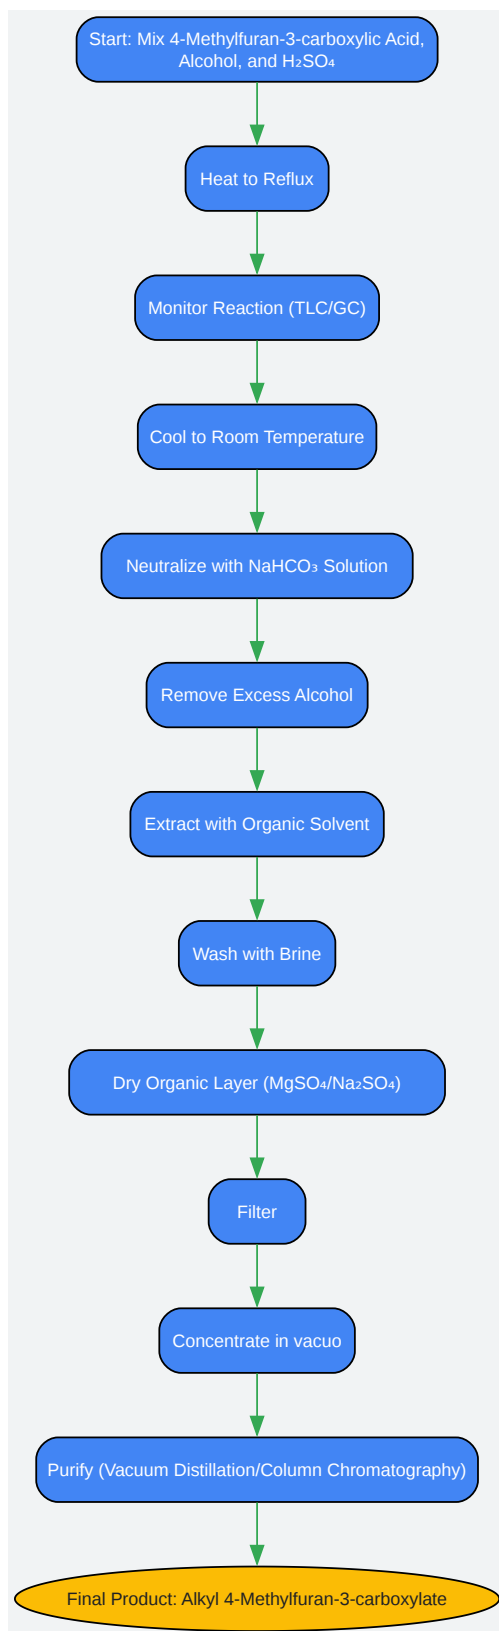 Start: Mix 4-Methylfuran-3-carboxylic Acid,
Alcohol, and H₂SO₄
Heat to Reflux
Monitor Reaction (TLC/GC)
Cool to Room Temperature
Neutralize with NaHCO₃ Solution
Remove Excess Alcohol
Extract with Organic Solvent
Wash with Brine
Dry Organic Layer (MgSO₄/Na₂SO₄)
Filter
Concentrate in vacuo
Purify (Vacuum Distillation/Column Chromatography)
Final Product: Alkyl 4-Methylfuran-3-carboxylate